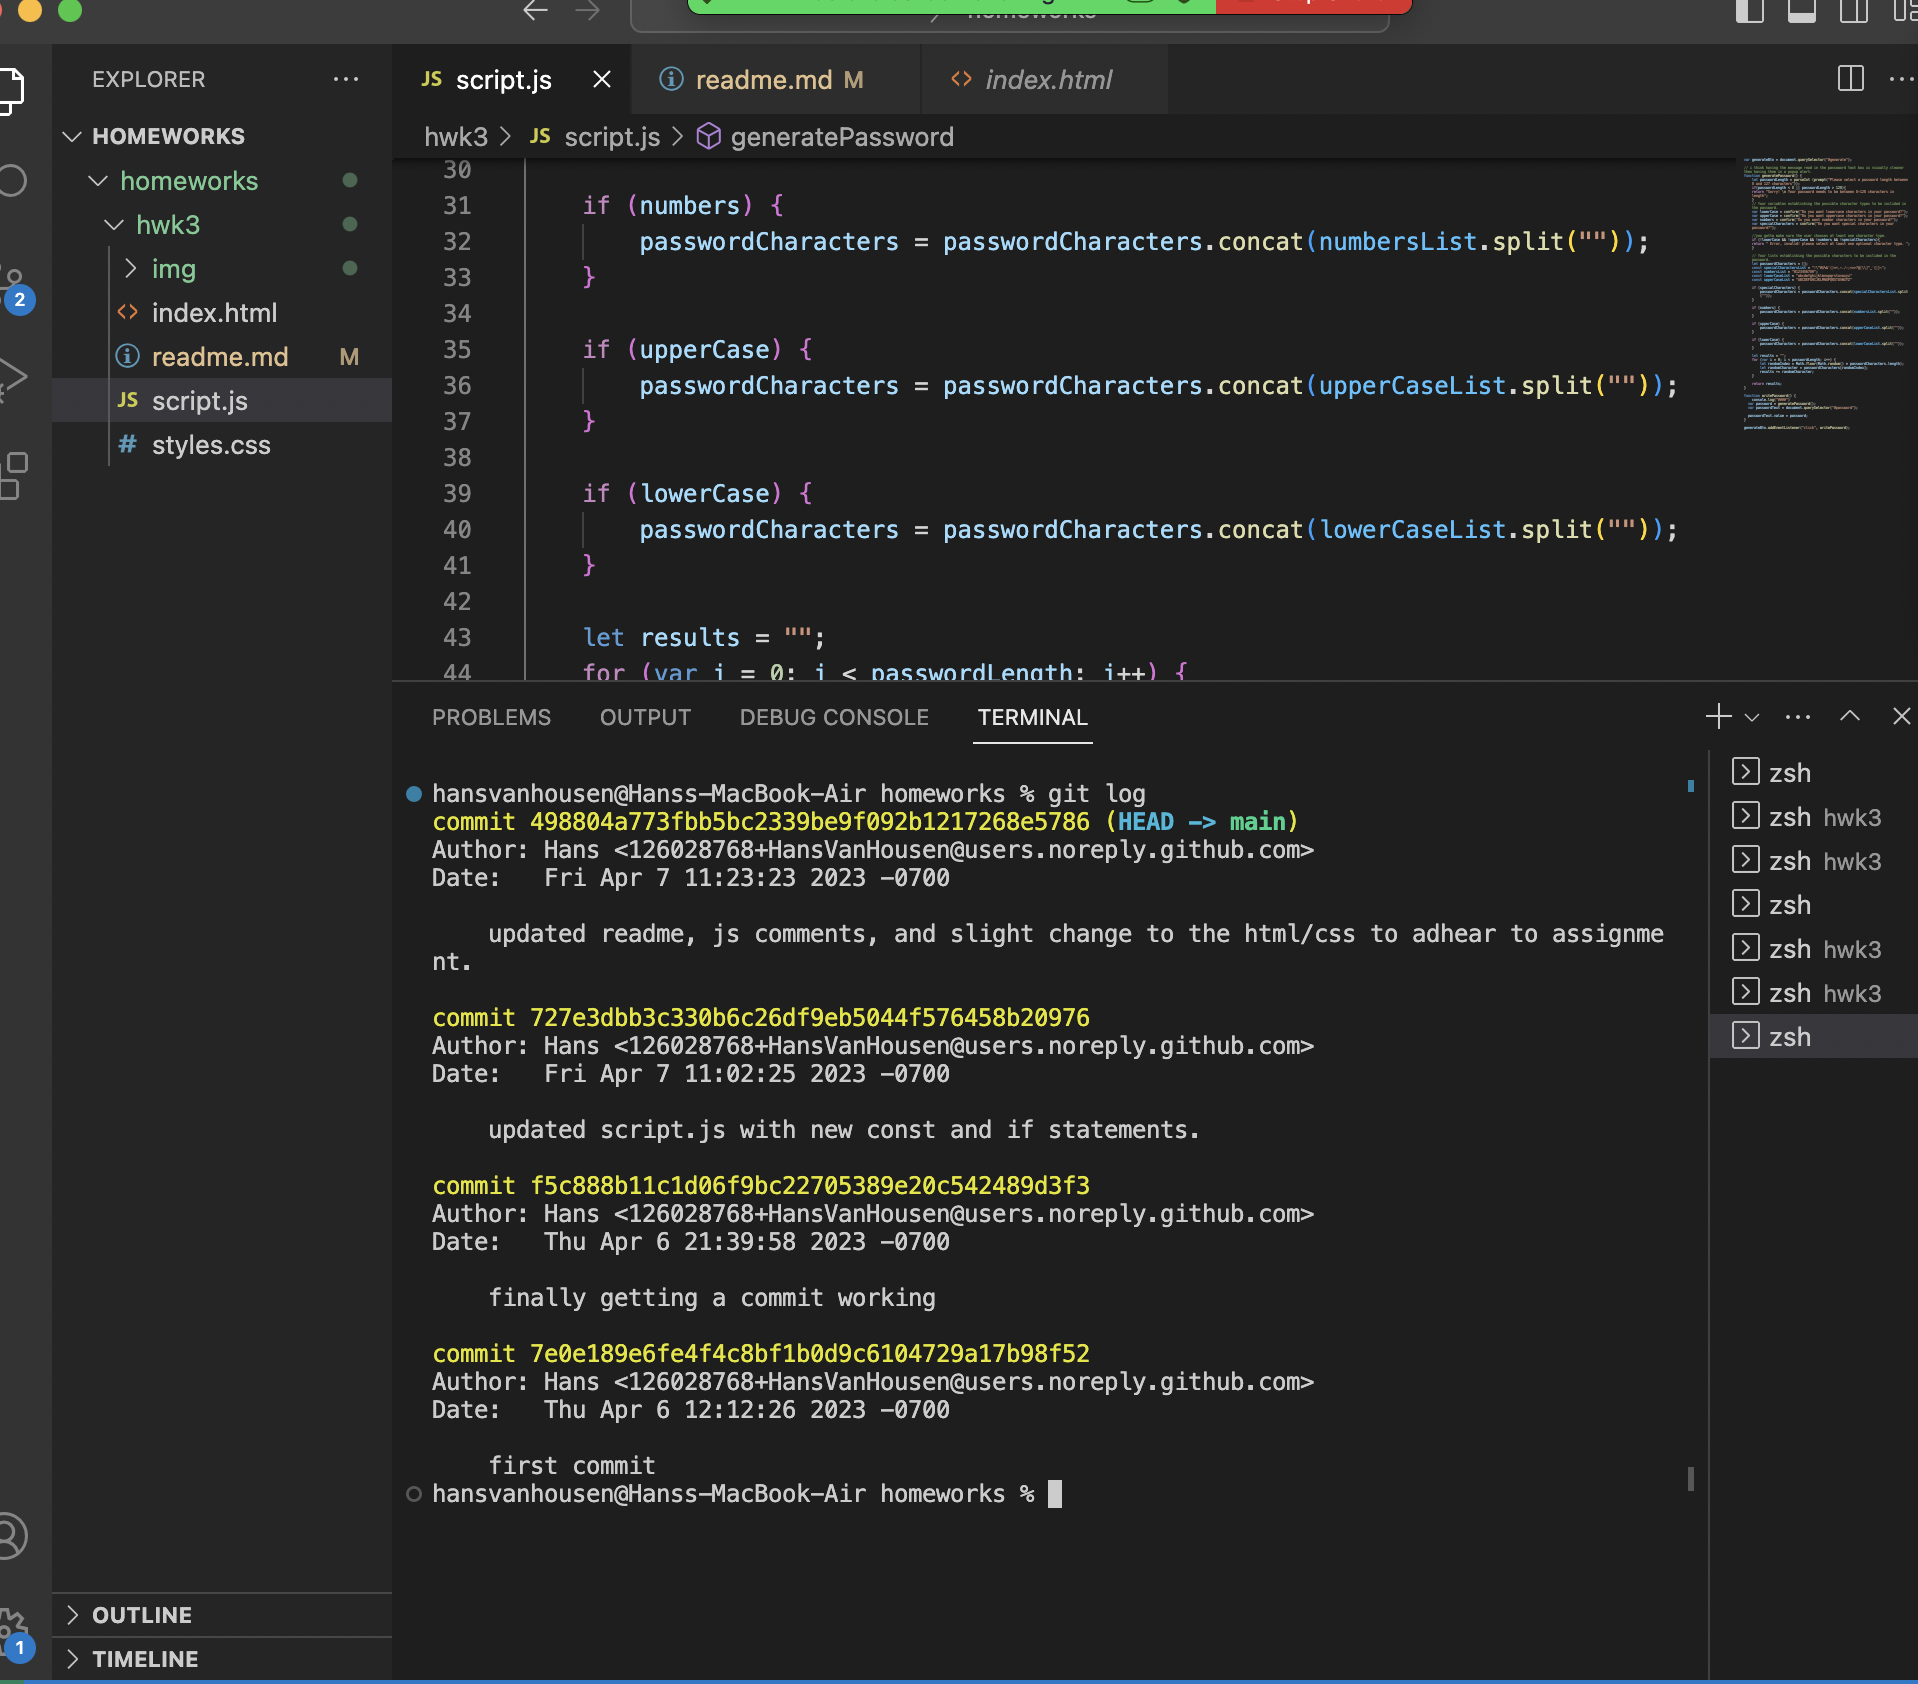 EXPLORER
HOMEWORKS
homeworks
hwk3
img
index.html
readme.md M
script.js
styles.css
2
1
OUTLINE
TIMELINE
JS script.js
readme.md M
index.html
hwk3 > JS script.js > generatePassword
30
31 if (numbers) {
32 passwordCharacters = passwordCharacters.concat(numbersList.split(""));
33 }
34
35 if (upperCase) {
36 passwordCharacters = passwordCharacters.concat(upperCaseList.split(""));
37 }
38
39 if (lowerCase) {
40 passwordCharacters = passwordCharacters.concat(lowerCaseList.split(""));
41 }
42
43 let results = "";
44 for (var i = 0; i < passwordLength; i++) {
PROBLEMS OUTPUT DEBUG CONSOLE TERMINAL
hansvanhousen@Hanss-MacBook-Air homeworks % git log
commit 498804a773fbb5bc2339be9f092b1217268e5786 (HEAD -> main)
Author: Hans <126028768+HansVanHousen@users.noreply.github.com>
Date:   Fri Apr 7 11:23:23 2023 -0700
updated readme, js comments, and slight change to the html/css to adhear to assignme
nt.
commit 727e3dbb3c330b6c26df9eb5044f576458b20976
Author: Hans <126028768+HansVanHousen@users.noreply.github.com>
Date:   Fri Apr 7 11:02:25 2023 -0700
updated script.js with new const and if statements.
commit f5c888b11c1d06f9bc22705389e20c542489d3f3
Author: Hans <126028768+HansVanHousen@users.noreply.github.com>
Date:   Thu Apr 6 21:39:58 2023 -0700
finally getting a commit working
commit 7e0e189e6fe4f4c8bf1b0d9c6104729a17b98f52
Author: Hans <126028768+HansVanHousen@users.noreply.github.com>
Date:   Thu Apr 6 12:12:26 2023 -0700
first commit
hansvanhousen@Hanss-MacBook-Air homeworks %
zsh
zsh hwk3
zsh hwk3
zsh
zsh hwk3
zsh hwk3
zsh